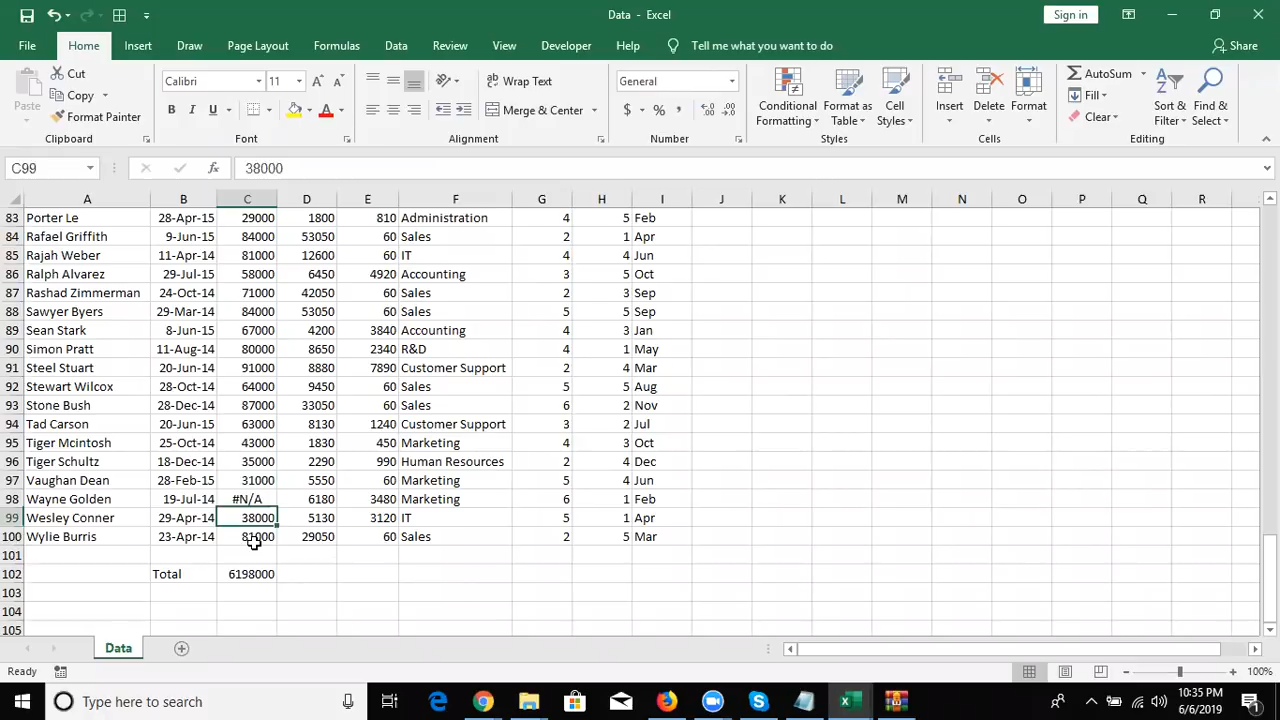 Data - Excel
Sign in
File Home Insert Draw Page Layout Formulas Data Review View Developer Help Tell me what you want to do Share
Paste Cut Copy Format Painter
Calibri 11
B I U
Wrap Text
Merge & Center
General
$ % ,
Conditional Formatting
Format as Table
Cell Styles
Insert Delete Format
AutoSum
Fill
Clear
Sort & Filter
Find & Select
Clipboard Font Alignment Number Styles Cells Editing
C99 fx 38000
A B C D E F G H I J K L M N O P Q R
83 Porter Le 28-Apr-15 29000 1800 810 Administration 4 5 Feb
84 Rafael Griffith 9-Jun-15 84000 53050 60 Sales 2 1 Apr
85 Rajah Weber 11-Apr-14 81000 12600 60 IT 4 4 Jun
86 Ralph Alvarez 29-Jul-15 58000 6450 4920 Accounting 3 5 Oct
87 Rashad Zimmerman 24-Oct-14 71000 42050 60 Sales 2 3 Sep
88 Sawyer Byers 29-Mar-14 84000 53050 60 Sales 5 5 Sep
89 Sean Stark 8-Jun-15 67000 4200 3840 Accounting 4 3 Jan
90 Simon Pratt 11-Aug-14 80000 8650 2340 R&D 4 1 May
91 Steel Stuart 20-Jun-14 91000 8880 7890 Customer Support 2 4 Mar
92 Stewart Wilcox 28-Oct-14 64000 9450 60 Sales 5 5 Aug
93 Stone Bush 28-Dec-14 87000 33050 60 Sales 6 2 Nov
94 Tad Carson 20-Jun-15 63000 8130 1240 Customer Support 3 2 Jul
95 Tiger Mcintosh 25-Oct-14 43000 1830 450 Marketing 4 3 Oct
96 Tiger Schultz 18-Dec-14 35000 2290 990 Human Resources 2 4 Dec
97 Vaughan Dean 28-Feb-15 31000 5550 60 Marketing 5 4 Jun
98 Wayne Golden 19-Jul-14 #N/A 6180 3480 Marketing 6 1 Feb
99 Wesley Conner 29-Apr-14 38000 5130 3120 IT 5 1 Apr
100 Wylie Burris 23-Apr-14 81000 29050 60 Sales 2 5 Mar
101
102 Total 6198000
103
104
105
Data
Ready 100%
Type here to search
10:35 PM
6/6/2019
1